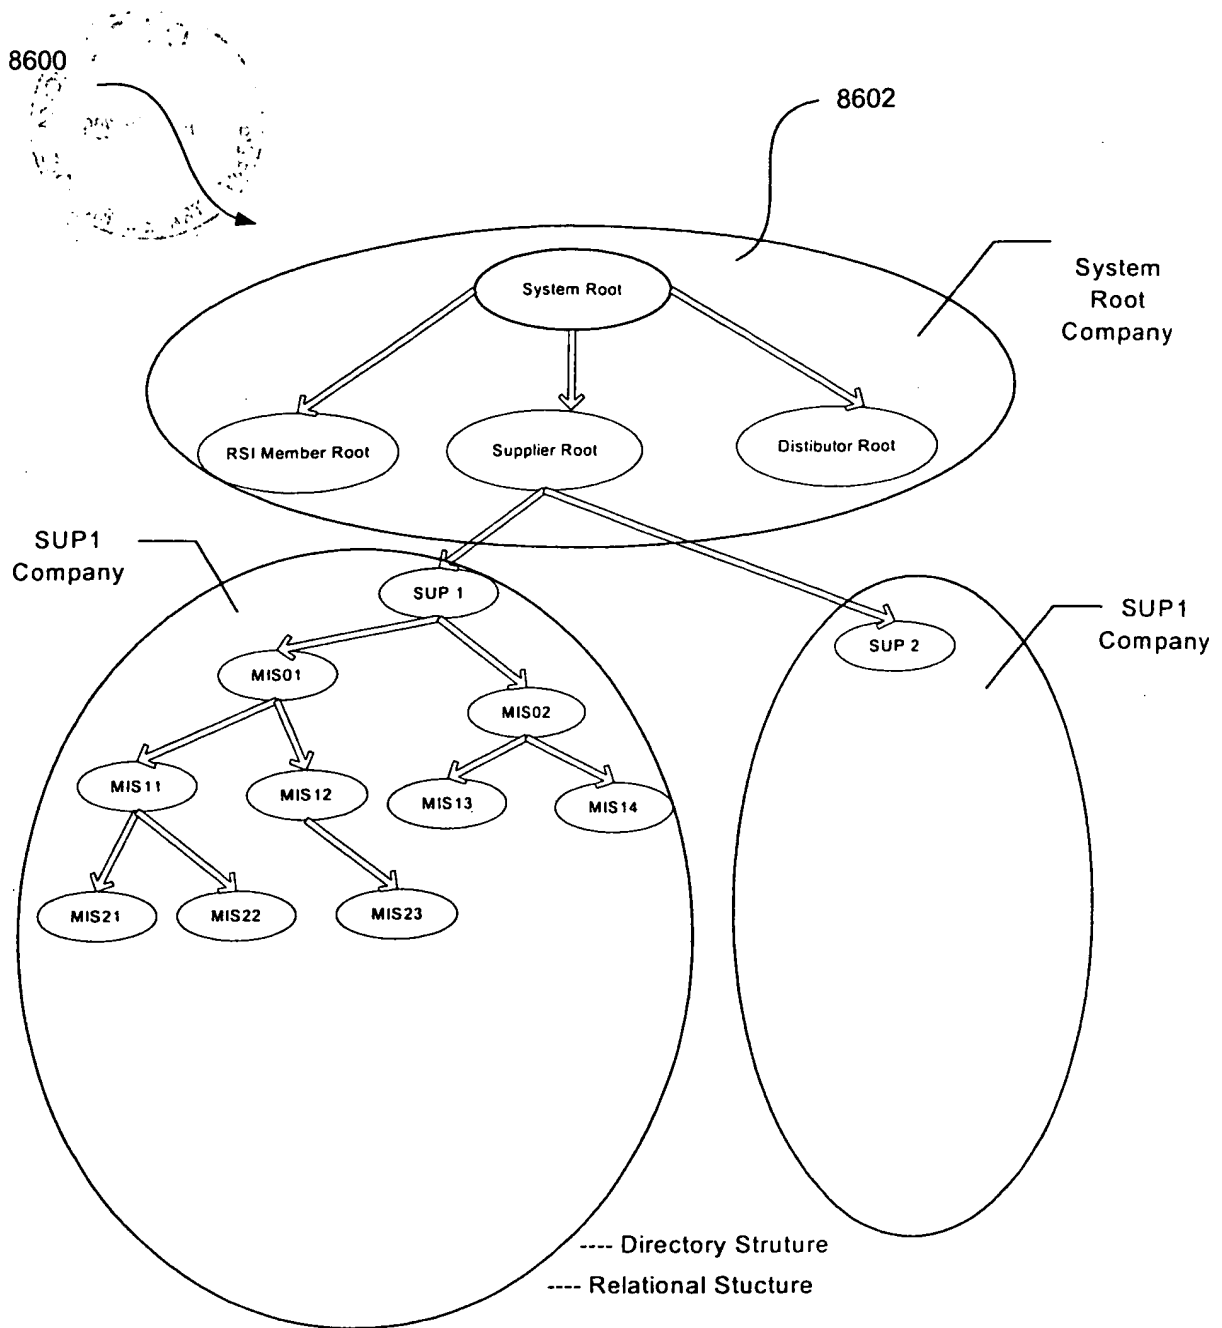 8600
8602
System Root
System
Root
Company
RSI Member Root
Supplier Root
Distibutor Root
SUP1
Company
SUP 1
SUP1
Company
SUP 2
MIS01
MIS02
MIS11
MIS12
MIS13
MIS14
MIS21
MIS22
MIS23
---- Directory Struture
---- Relational Stucture